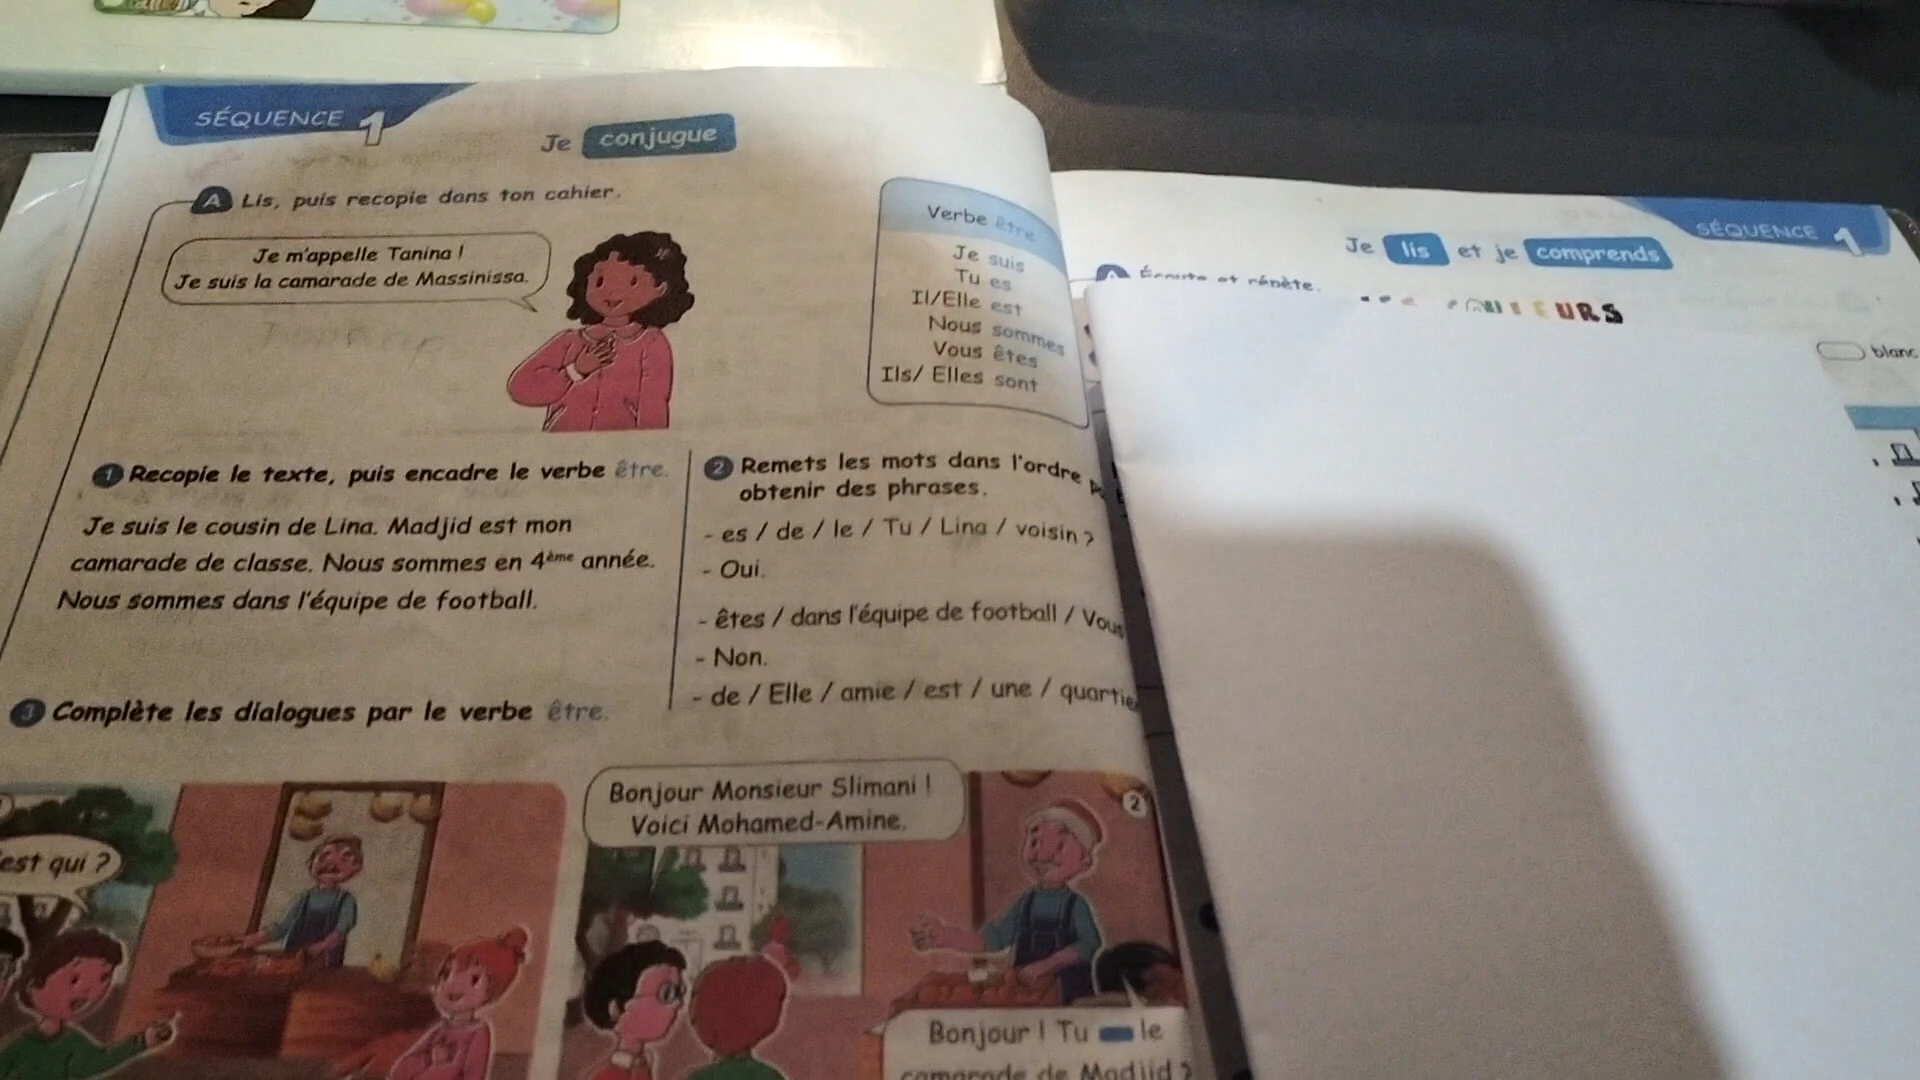 SÉQUENCE 1
Je conjugue
A Lis, puis recopie dans ton cahier.
Je m'appelle Tanina !
Je suis la camarade de Massinissa.
Verbe être
Je suis
Tu es
Il/Elle est
Nous sommes
Vous êtes
Ils/ Elles sont
1 Recopie le texte, puis encadre le verbe être.
Je suis le cousin de Lina. Madjid est mon
camarade de classe. Nous sommes en 4ème année.
Nous sommes dans l'équipe de football.
2 Remets les mots dans l'ordre
obtenir des phrases.
- es / de / le / Tu / Lina / voisin ?
- Oui.
- êtes / dans l'équipe de football / Vous
- Non.
- de / Elle / amie / est / une / quartie
3 Complète les dialogues par le verbe être.
est qui ?
Bonjour Monsieur Slimani !
Voici Mohamed-Amine.
2
Bonjour ! Tu le
camarade de Madjid ?
SÉQUENCE 1
Je lis et je comprends
Écoute et répète.
blanc